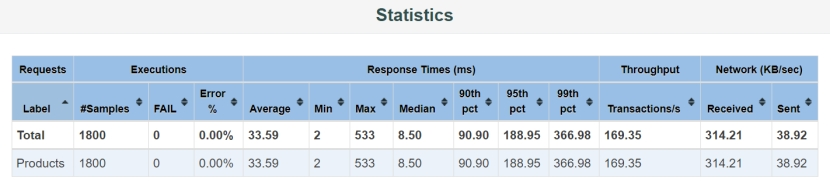 Statistics
Requests Executions Response Times (ms) Throughput Network (KB/sec)
Label #Samples FAIL Error % Average Min Max Median 90th pct 95th pct 99th pct Transactions/s Received Sent
Total 1800 0 0.00% 33.59 2 533 8.50 90.90 188.95 366.98 169.35 314.21 38.92
Products 1800 0 0.00% 33.59 2 533 8.50 90.90 188.95 366.98 169.35 314.21 38.92